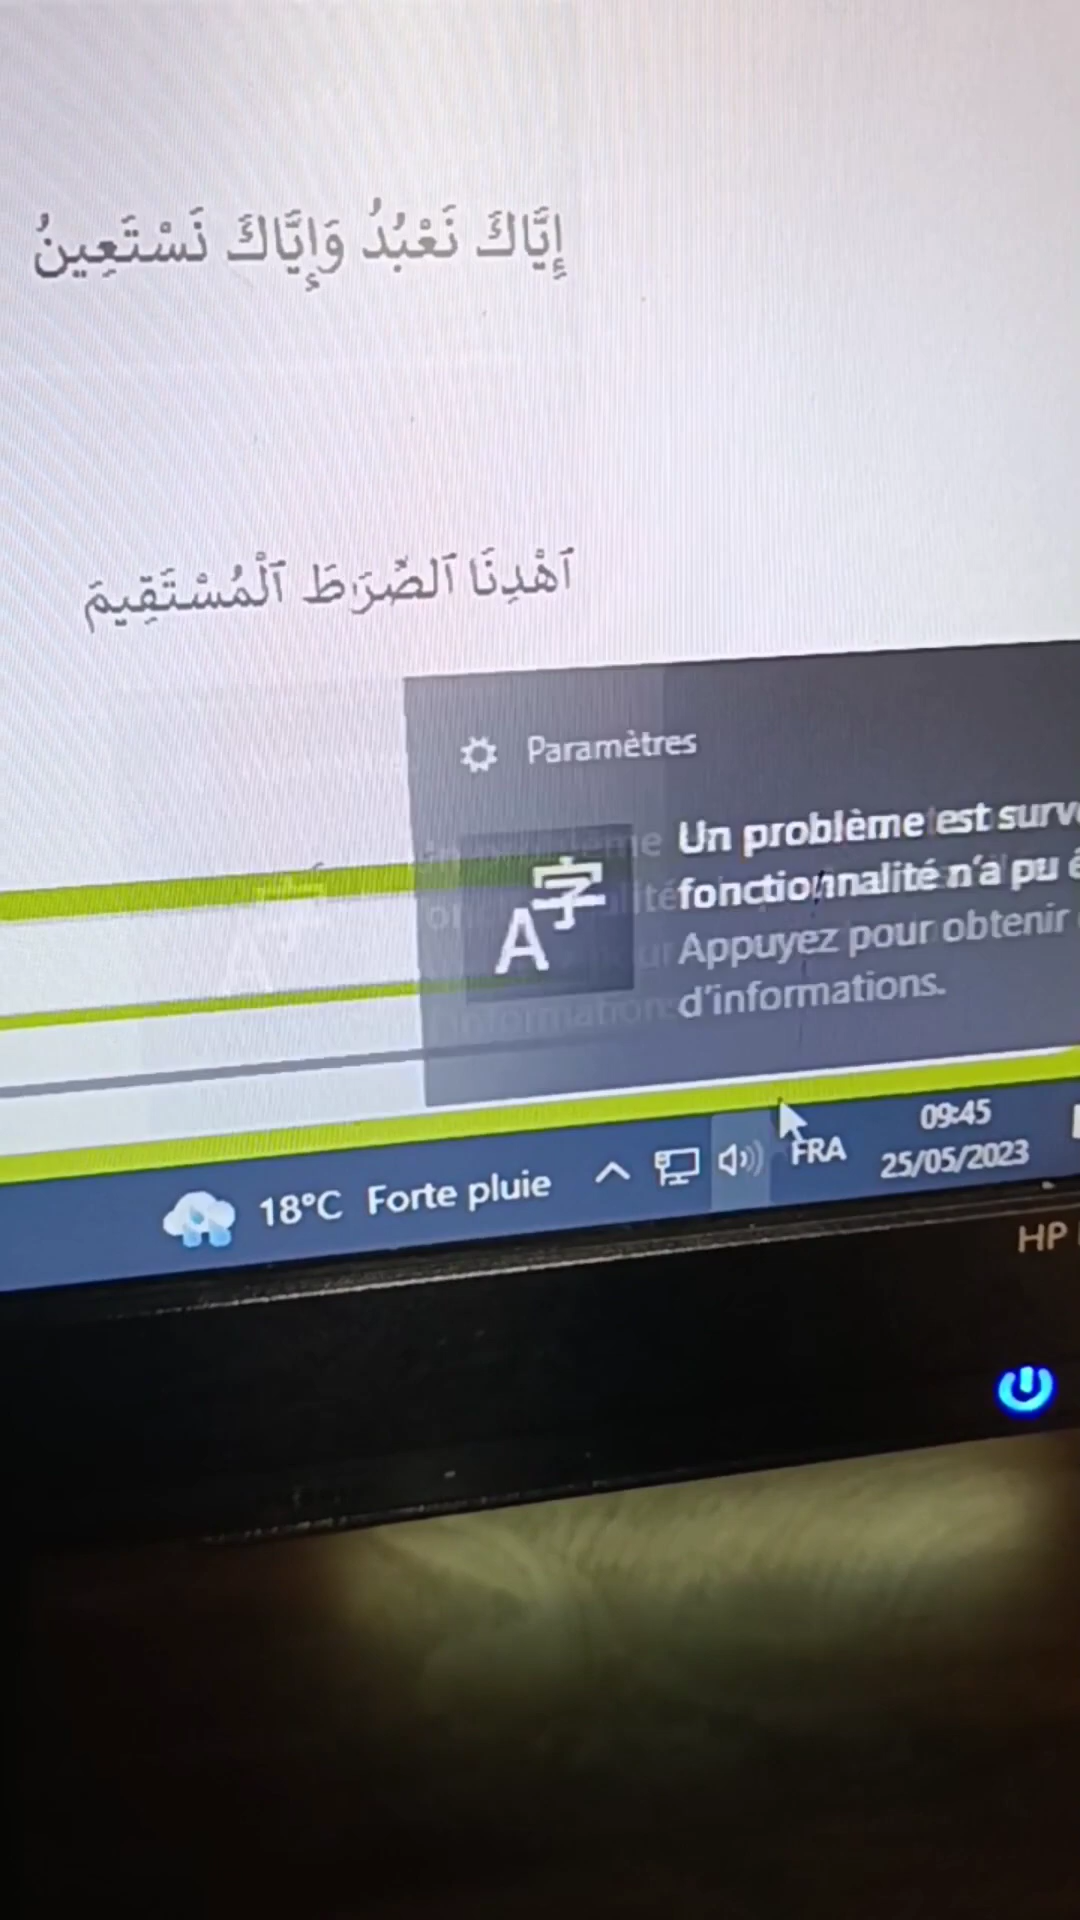 إِيَّاكَ نَعْبُدُ وَإِيَّاكَ نَسْتَعِينُ
ٱهْدِنَا ٱلصِّرَٰطَ ٱلْمُسْتَقِيمَ
Paramètres
Un problème est
fonctionnalité n'a pu
Appuyez pour obtenir
d'informations.
18°C Forte pluie
FRA
09:45
25/05/2023
HP